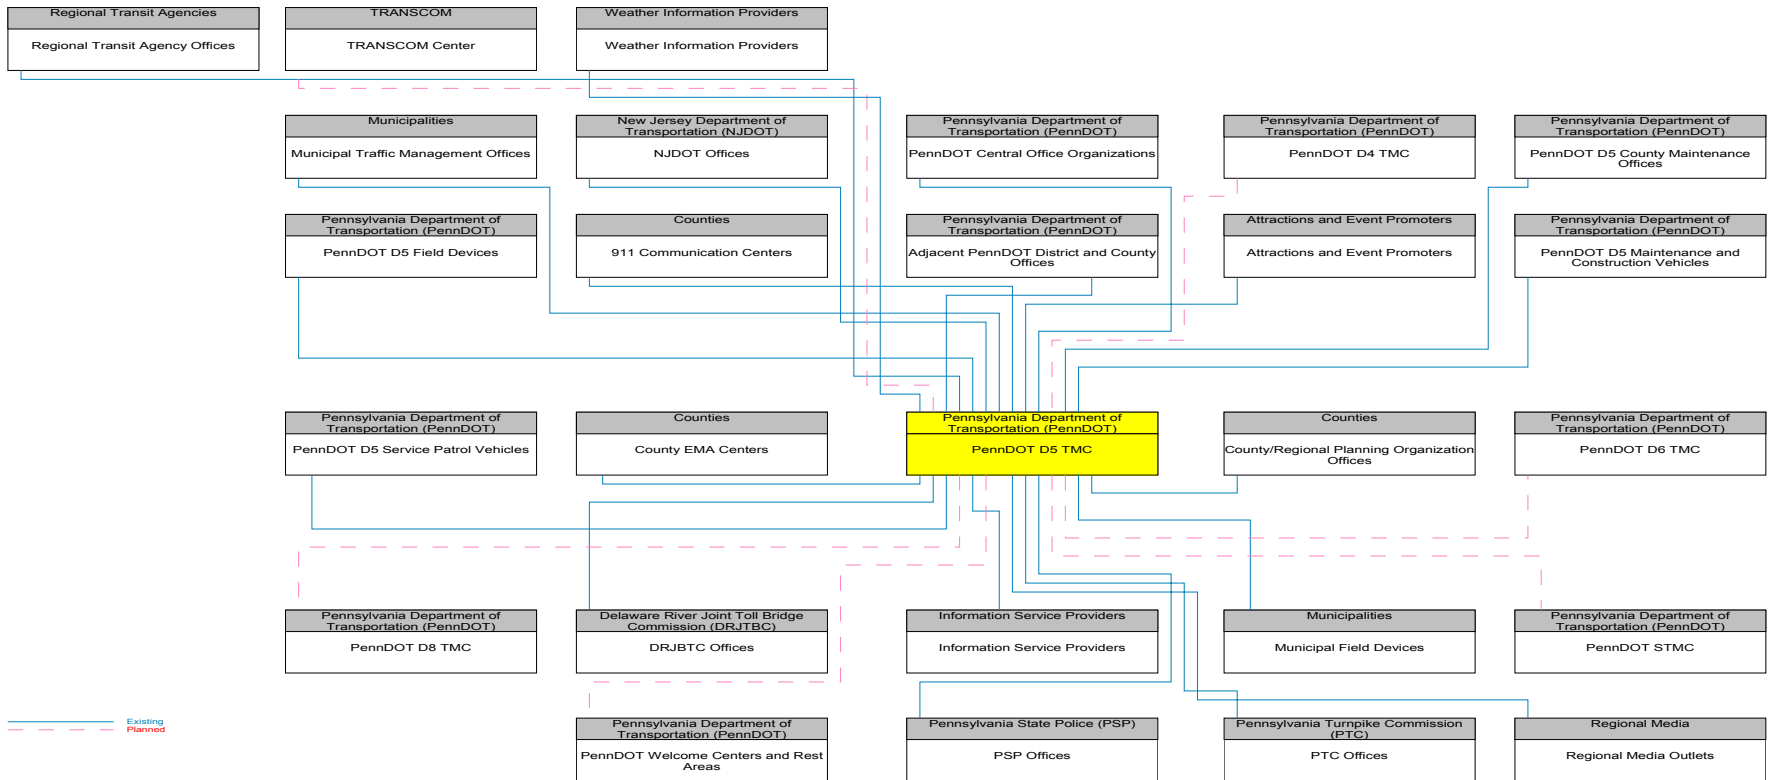 Regional Transit Agencies
Regional Transit Agency Offices
TRANSCOM
TRANSCOM Center
Weather Information Providers
Weather Information Providers
Municipalities
Municipal Traffic Management Offices
New Jersey Department of
Transportation (NJDOT)
NJDOT Offices
Pennsylvania Department of
Transportation (PennDOT)
PennDOT Central Office Organizations
Pennsylvania Department of
Transportation (PennDOT)
PennDOT D4 TMC
Pennsylvania Department of
Transportation (PennDOT)
PennDOT D5 County Maintenance
Offices
Pennsylvania Department of
Transportation (PennDOT)
PennDOT D5 Field Devices
Counties
911 Communication Centers
Pennsylvania Department of
Transportation (PennDOT)
Adjacent PennDOT District and County
Offices
Attractions and Event Promoters
Attractions and Event Promoters
Pennsylvania Department of
Transportation (PennDOT)
PennDOT D5 Maintenance and
Construction Vehicles
Pennsylvania Department of
Transportation (PennDOT)
PennDOT D5 Service Patrol Vehicles
Counties
County EMA Centers
Pennsylvania Department of
Transportation (PennDOT)
PennDOT D5 TMC
Counties
County/Regional Planning Organization
Offices
Pennsylvania Department of
Transportation (PennDOT)
PennDOT D6 TMC
Pennsylvania Department of
Transportation (PennDOT)
PennDOT D8 TMC
Delaware River Joint Toll Bridge
Commission (DRJTBC)
DRJBTC Offices
Information Service Providers
Information Service Providers
Municipalities
Municipal Field Devices
Pennsylvania Department of
Transportation (PennDOT)
PennDOT STMC
Existing
Planned
Pennsylvania Department of
Transportation (PennDOT)
PennDOT Welcome Centers and Rest
Areas
Pennsylvania State Police (PSP)
PSP Offices
Pennsylvania Turnpike Commission
(PTC)
PTC Offices
Regional Media
Regional Media Outlets